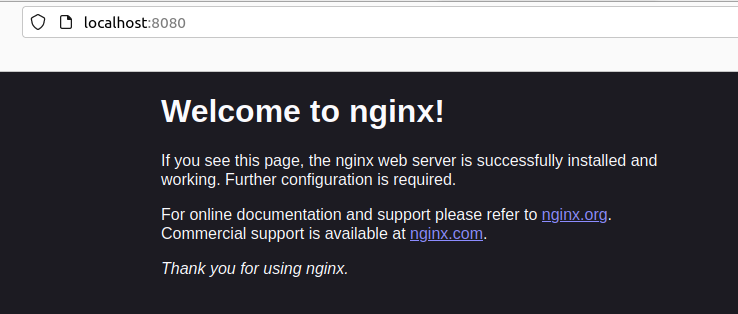 localhost:8080
Welcome to nginx!
If you see this page, the nginx web server is successfully installed and
working. Further configuration is required.
For online documentation and support please refer to nginx.org.
Commercial support is available at nginx.com.
Thank you for using nginx.